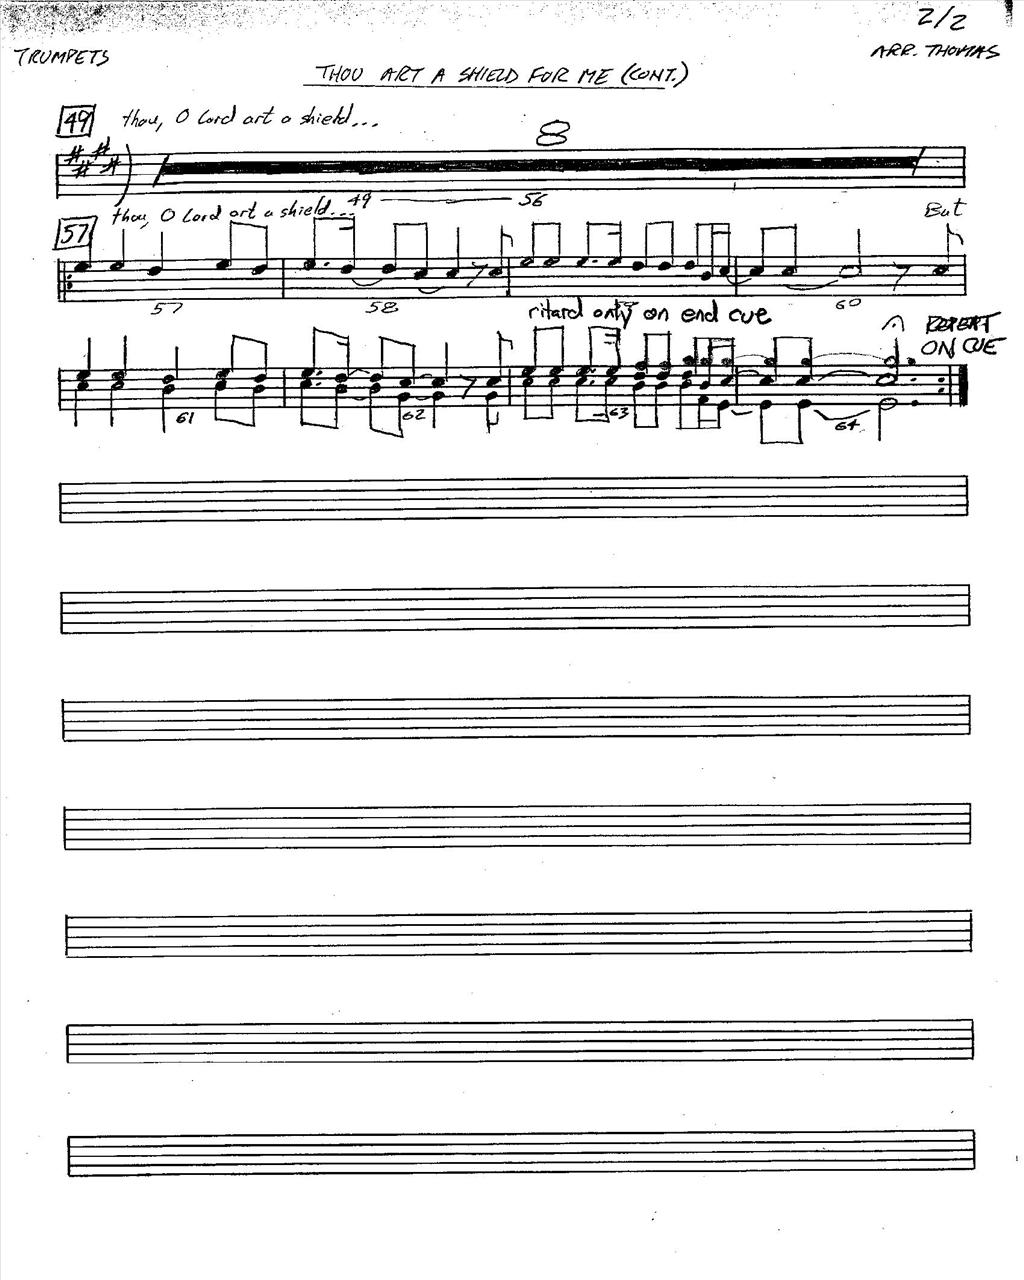 2/2
TRUMPETS
ARR. THOMAS
THOU ART A SHIELD FOR ME (CONT.)
49 thou, O Lord art a shield...
8
49 56
57 thou, O Lord art a shield...
But
57 58 59 60
ritard only on end cue
REPEAT
ON CUE
61 62 63 64